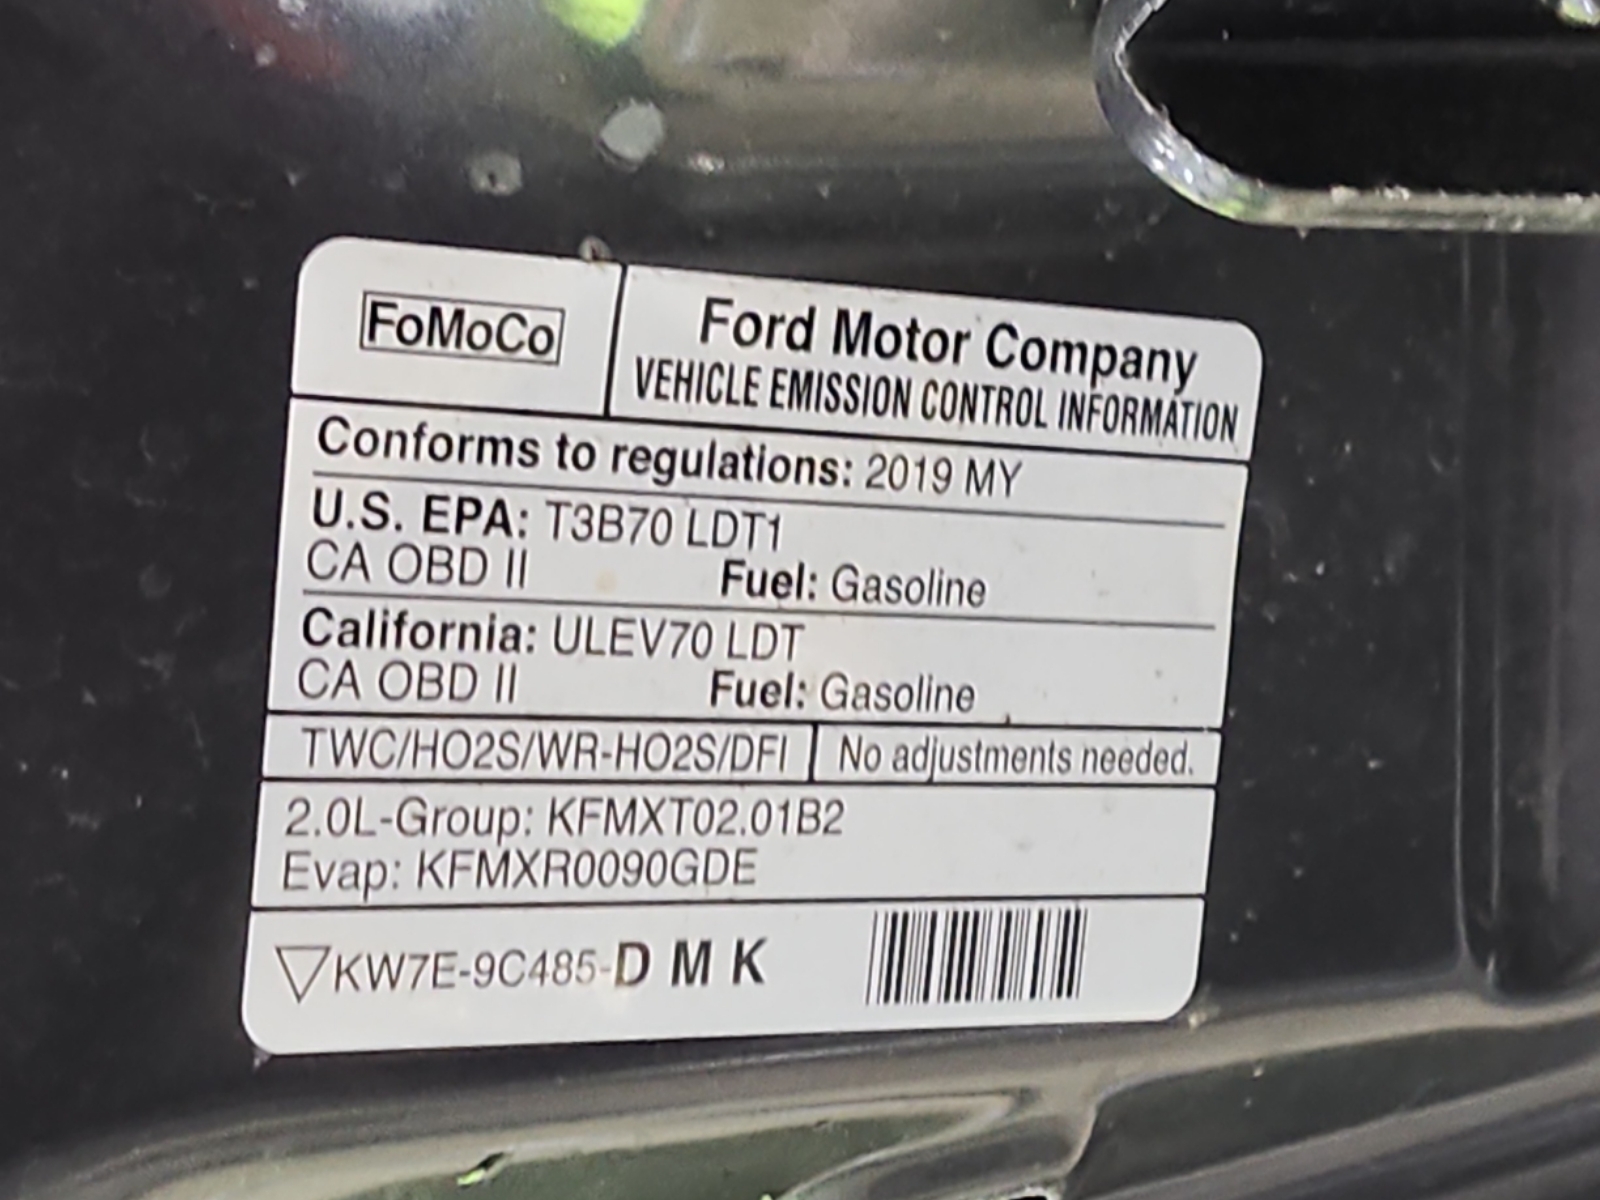 FoMoCo
Ford Motor Company
VEHICLE EMISSION CONTROL INFORMATION
Conforms to regulations: 2019 MY
U.S. EPA: T3B70 LDT1
CA OBD II Fuel: Gasoline
California: ULEV70 LDT
CA OBD II Fuel: Gasoline
TWC/HO2S/WR-HO2S/DFI No adjustments needed.
2.0L-Group: KFMXT02.01B2
Evap: KFMXR0090GDE
KW7E-9C485-D M K